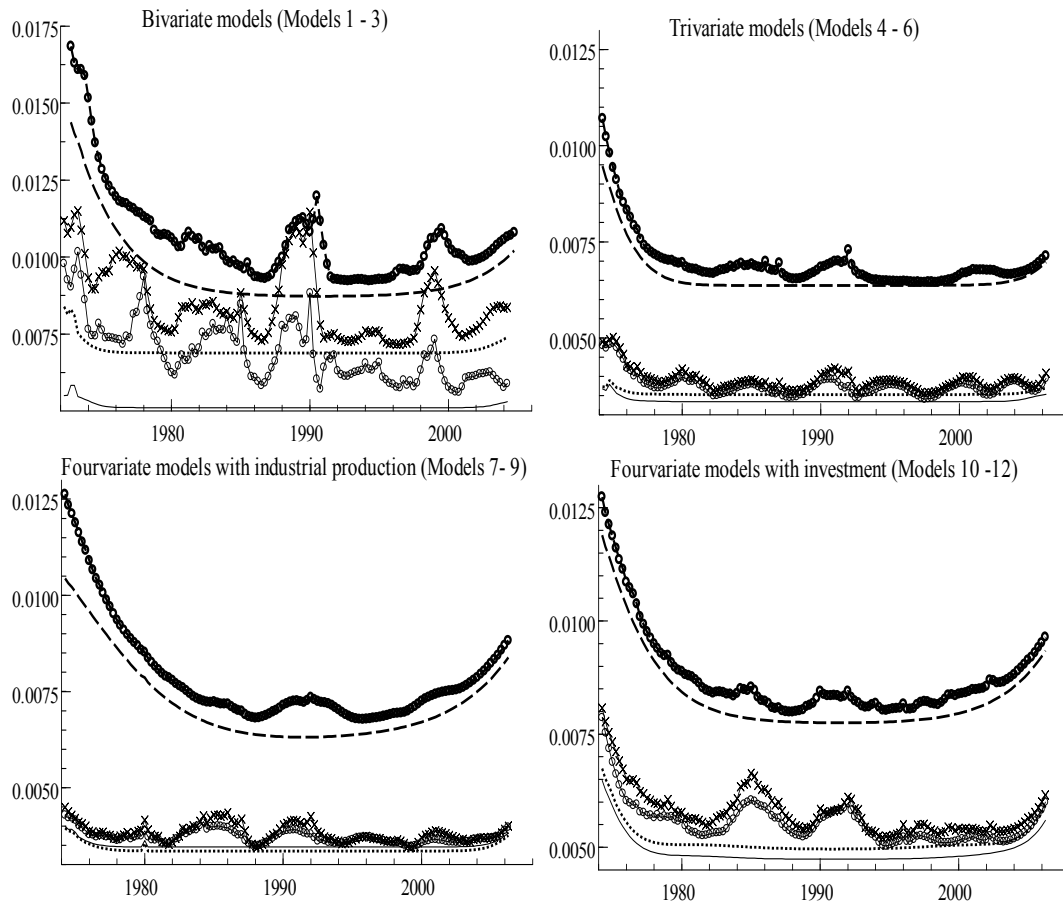 Bivariate models (Models 1 - 3)
0.0175
0.0150
0.0125
0.0100
0.0075
1980 1990 2000
Trivariate models (Models 4 - 6)
0.0125
0.0100
0.0075
0.0050
1980 1990 2000
Fourvariate models with industrial production (Models 7- 9)
0.0125
0.0100
0.0075
0.0050
1980 1990 2000
Fourvariate models with investment (Models 10 -12)
0.0125
0.0100
0.0075
0.0050
1980 1990 2000